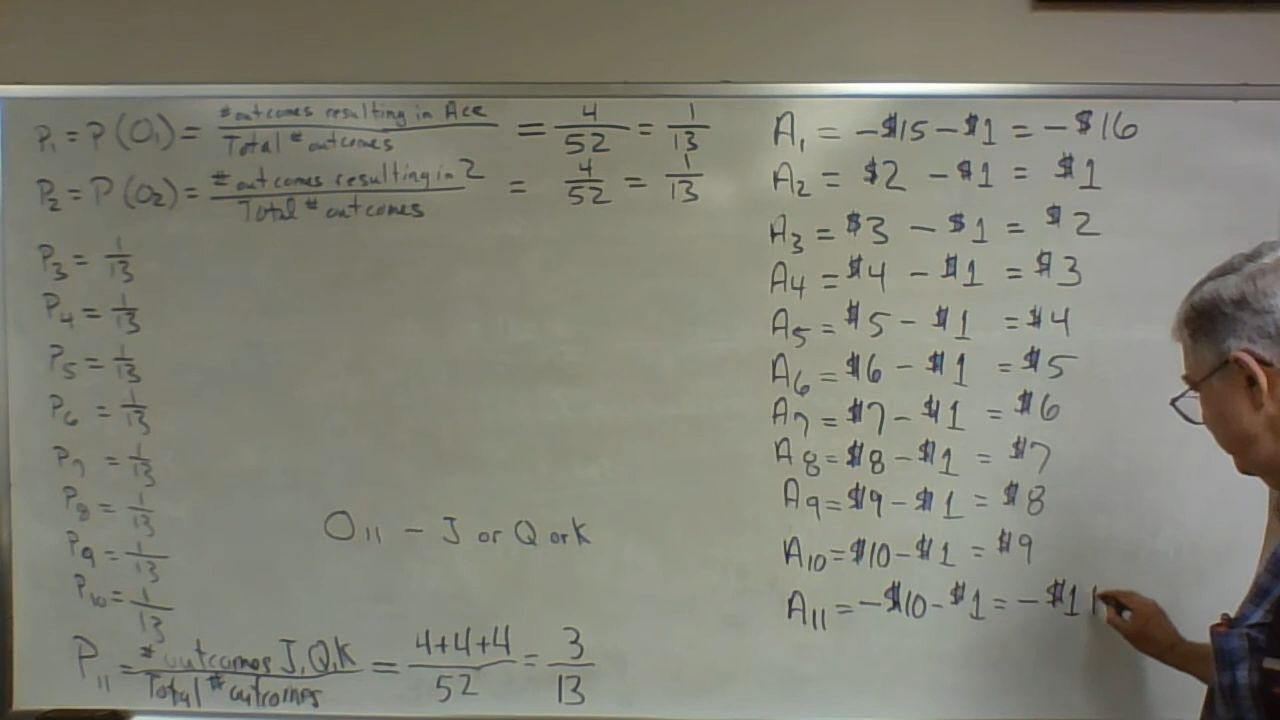 P₁ = P(O₁) = # outcomes resulting in Ace / Total # outcomes = 4/52 = 1/13
P₂ = P(O₂) = # outcomes resulting in 2 / Total # outcomes = 4/52 = 1/13
P₃ = 1/13
P₄ = 1/13
P₅ = 1/13
P₆ = 1/13
P₇ = 1/13
P₈ = 1/13
P₉ = 1/13
P₁₀ = 1/13
O₁₁ - J or Q or K
P₁₁ = # outcomes J, Q, K / Total # outcomes = 4+4+4/52 = 3/13
A₁ = -$15 - $1 = -$16
A₂ = $2 - $1 = $1
A₃ = $3 - $1 = $2
A₄ = $4 - $1 = $3
A₅ = $5 - $1 = $4
A₆ = $6 - $1 = $5
A₇ = $7 - $1 = $6
A₈ = $8 - $1 = $7
A₉ = $9 - $1 = $8
A₁₀ = $10 - $1 = $9
A₁₁ = -$10 - $1 = -$11